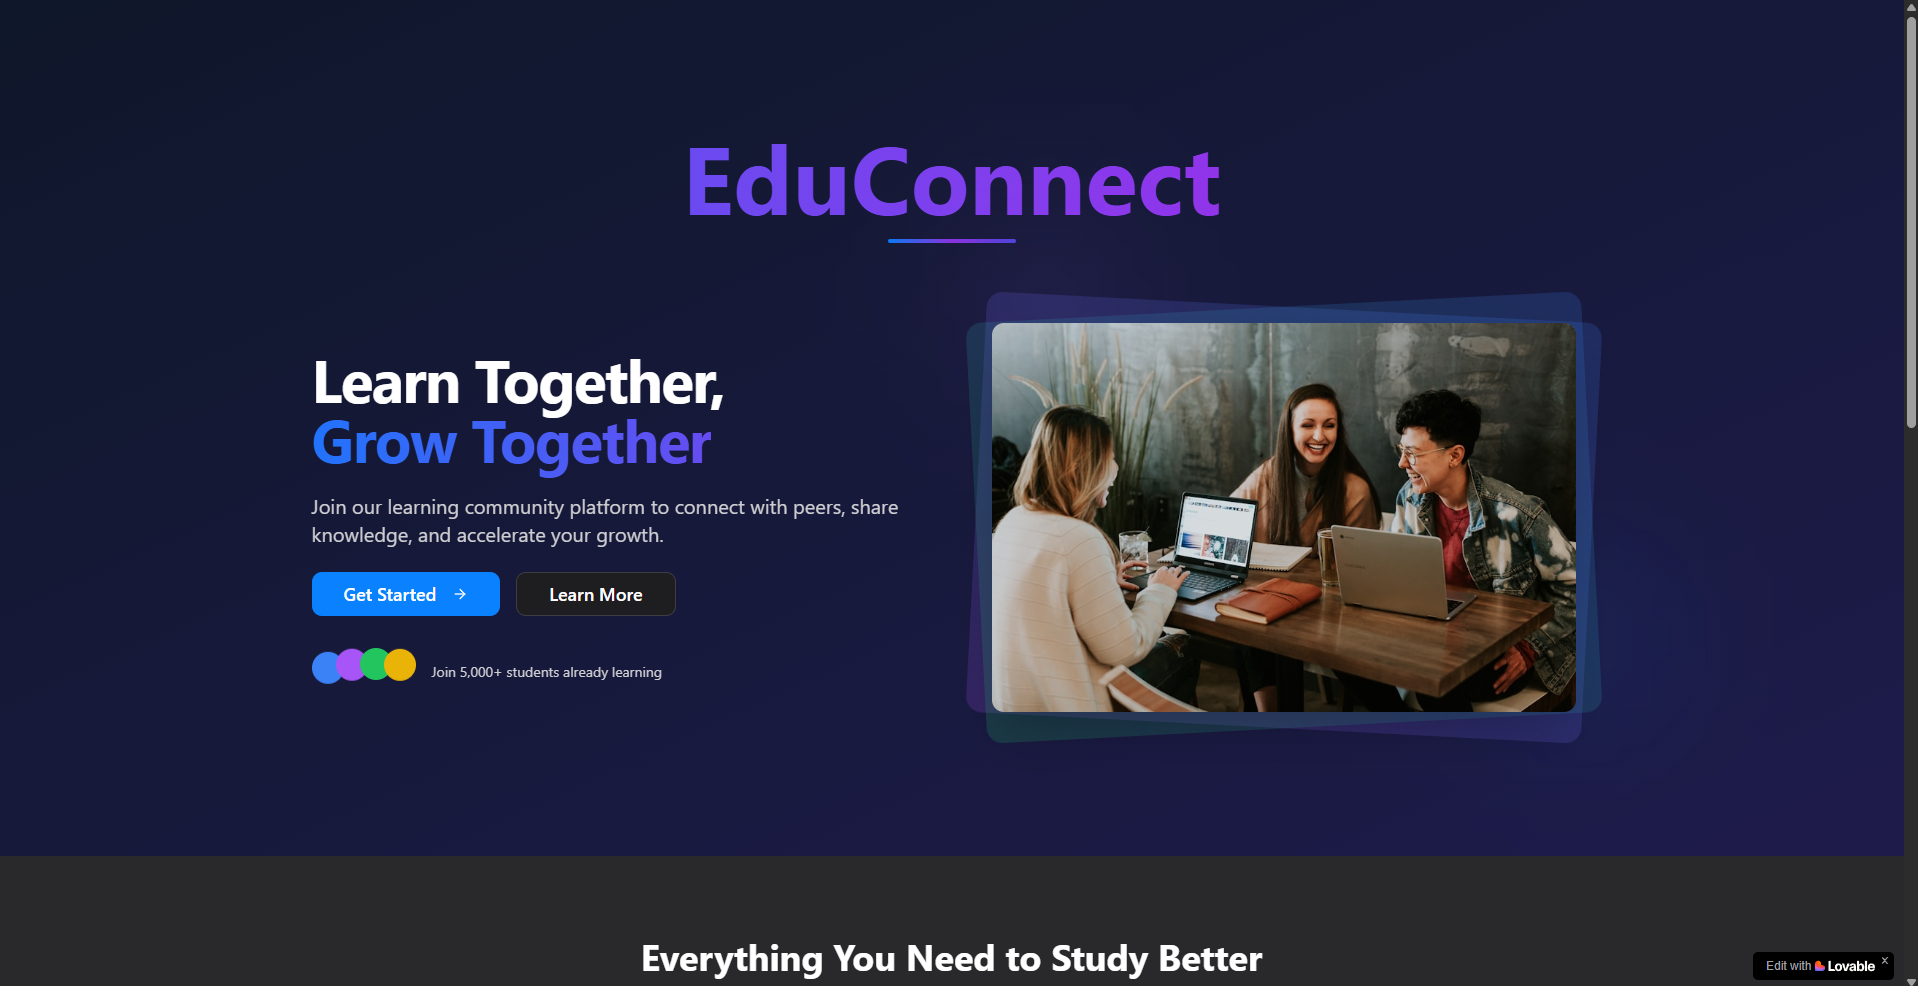 EduConnect
Learn Together,
Grow Together
Join our learning community platform to connect with peers, share
knowledge, and accelerate your growth.
Get Started →
Learn More
Join 5,000+ students already learning
Everything You Need to Study Better
Edit with Lovable x